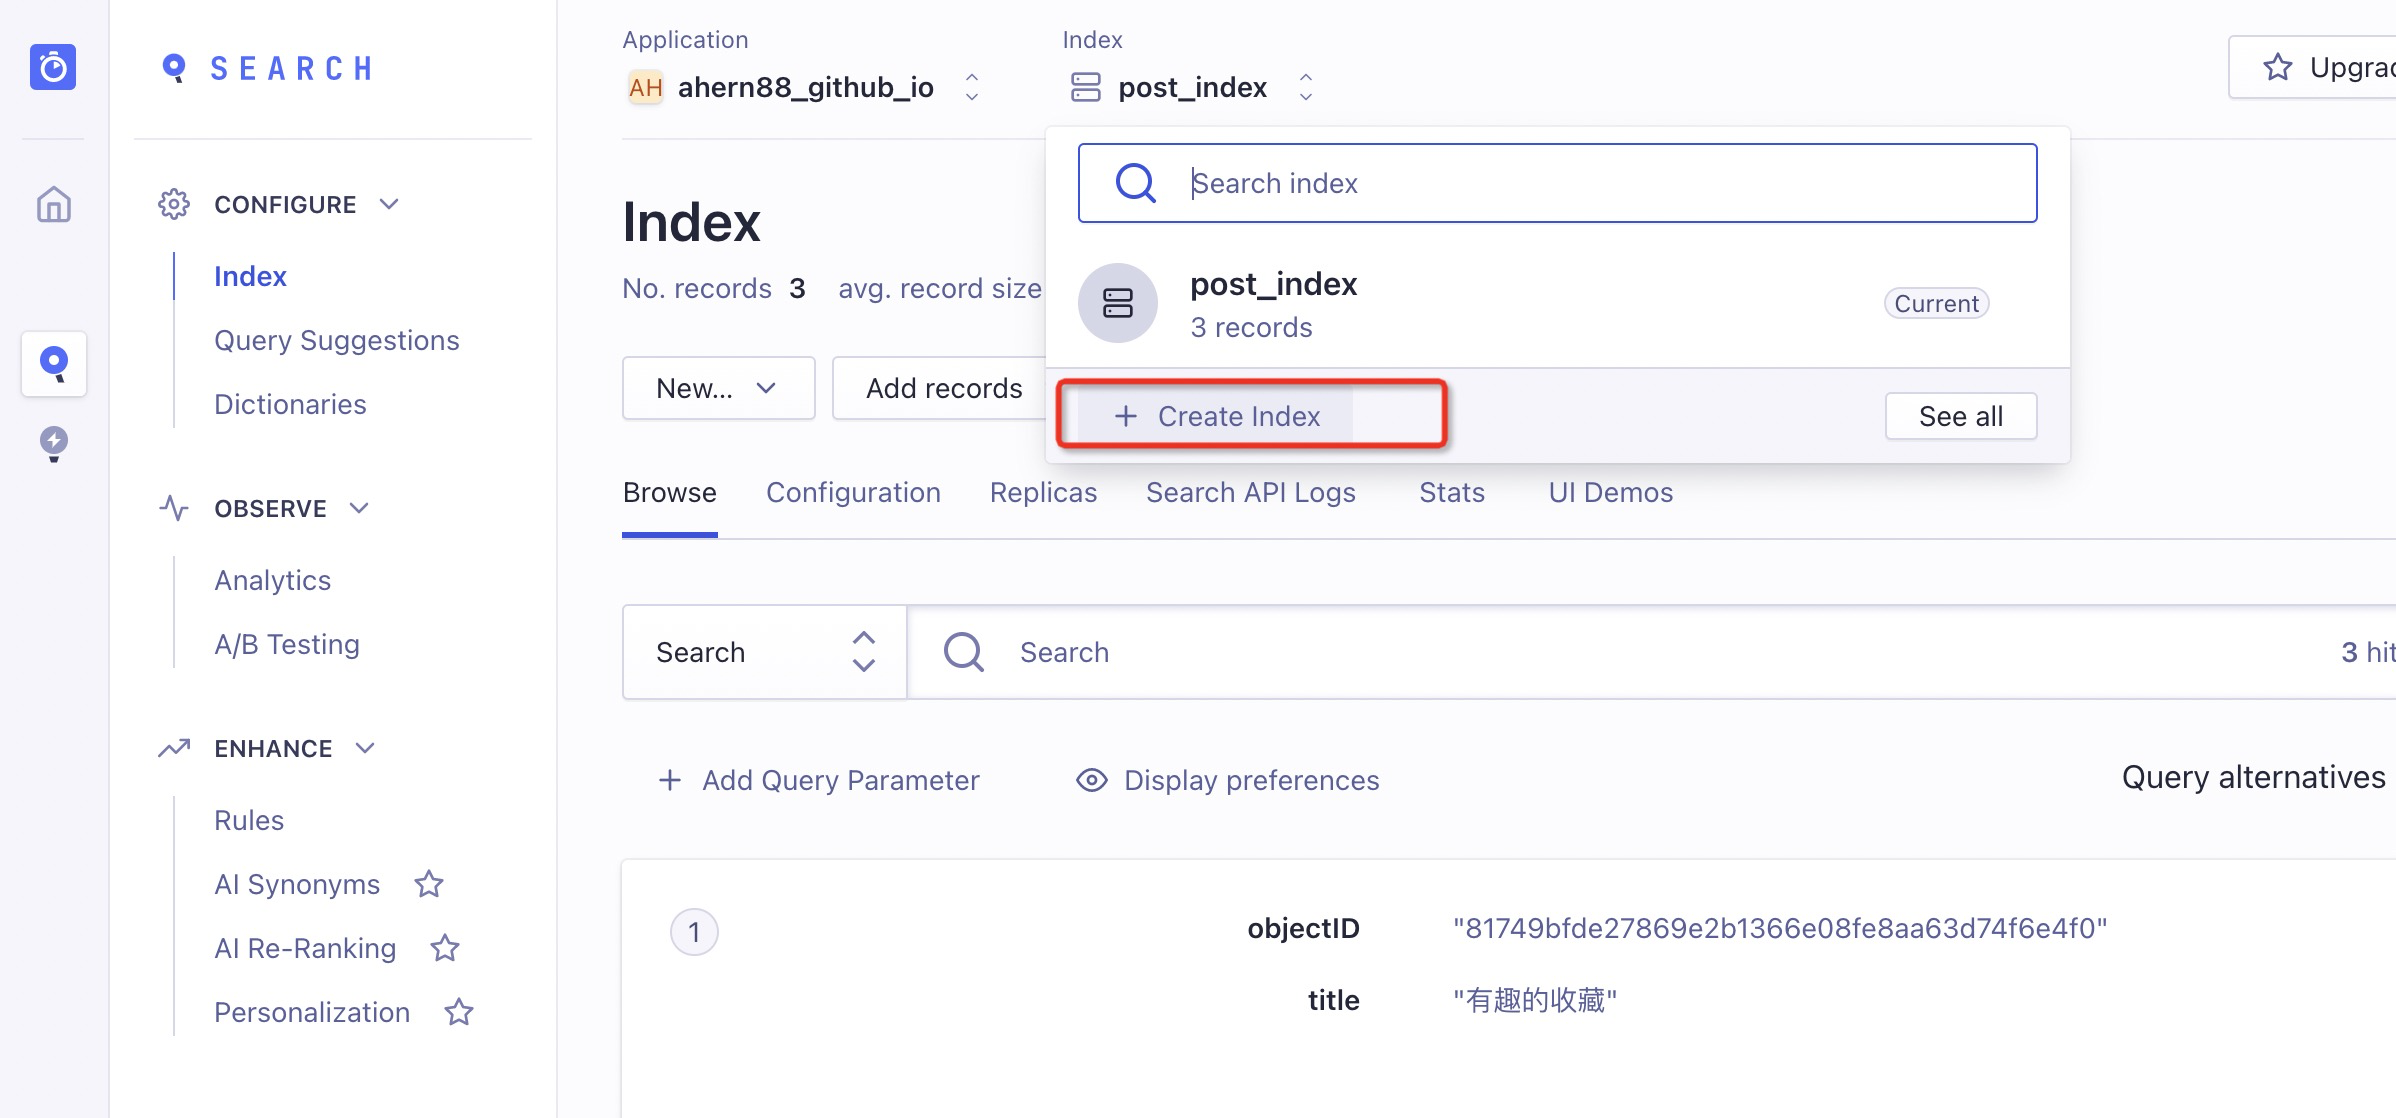 SEARCH
CONFIGURE
Index
Query Suggestions
Dictionaries
OBSERVE
Analytics
A/B Testing
ENHANCE
Rules
AI Synonyms
AI Re-Ranking
Personalization
Application
AH ahern88_github_io
Index
post_index
Search index
post_index
3 records
Current
+ Create Index
See all
Index
No. records 3 avg. record size
New...
Add records
Browse
Configuration
Replicas
Search API Logs
Stats
UI Demos
Search
Search
3
+ Add Query Parameter
Display preferences
Query alternatives
1
objectID "81749bfde27869e2b1366e08fe8aa63d74f6e4f0"
title "有趣的收藏"